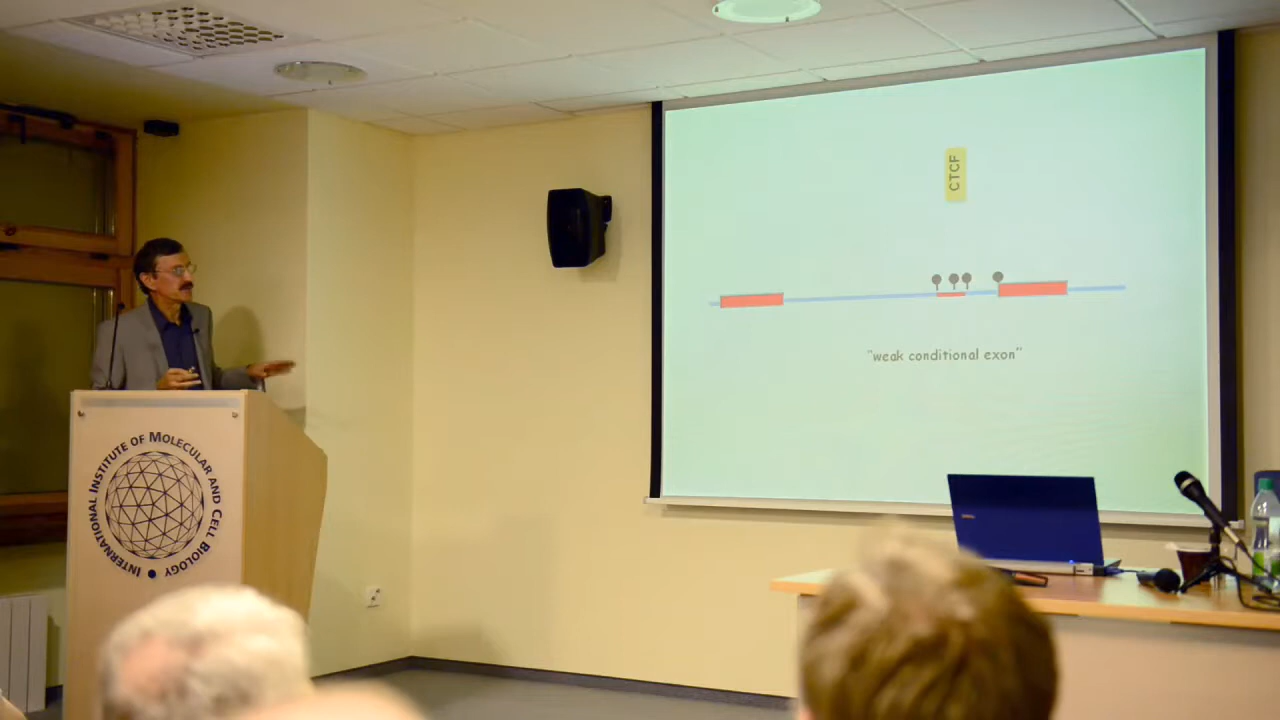 CTCF
"weak conditional exon"
INTERNATIONAL INSTITUTE OF MOLECULAR AND CELL BIOLOGY